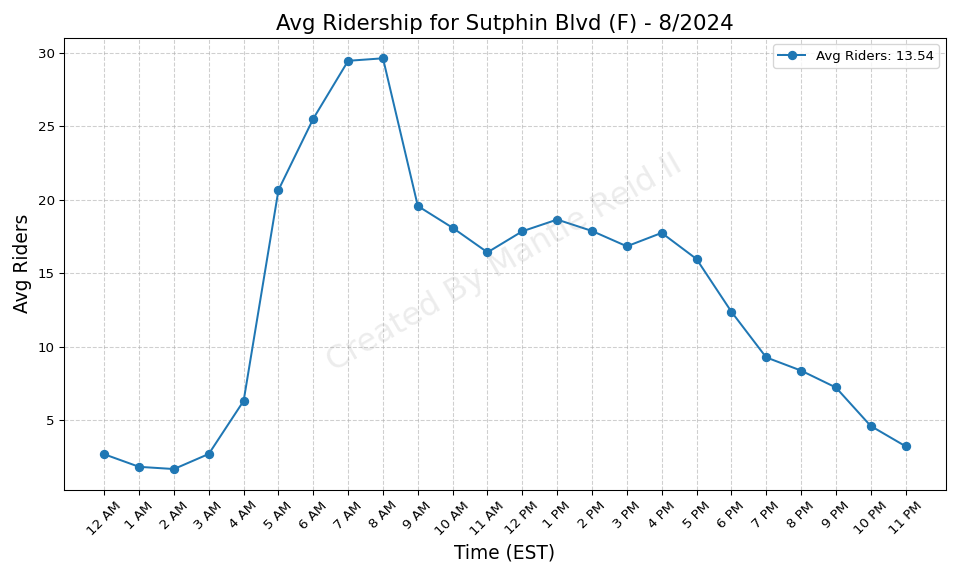 Avg Ridership for Sutphin Blvd (F) - 8/2024
Avg Riders: 13.54
30
25
20
15
10
5
Avg Riders
Created By Mantic Reid II
12 AM
1 AM
2 AM
3 AM
4 AM
5 AM
6 AM
7 AM
8 AM
9 AM
10 AM
11 AM
12 PM
1 PM
2 PM
3 PM
4 PM
5 PM
6 PM
7 PM
8 PM
9 PM
10 PM
11 PM
Time (EST)